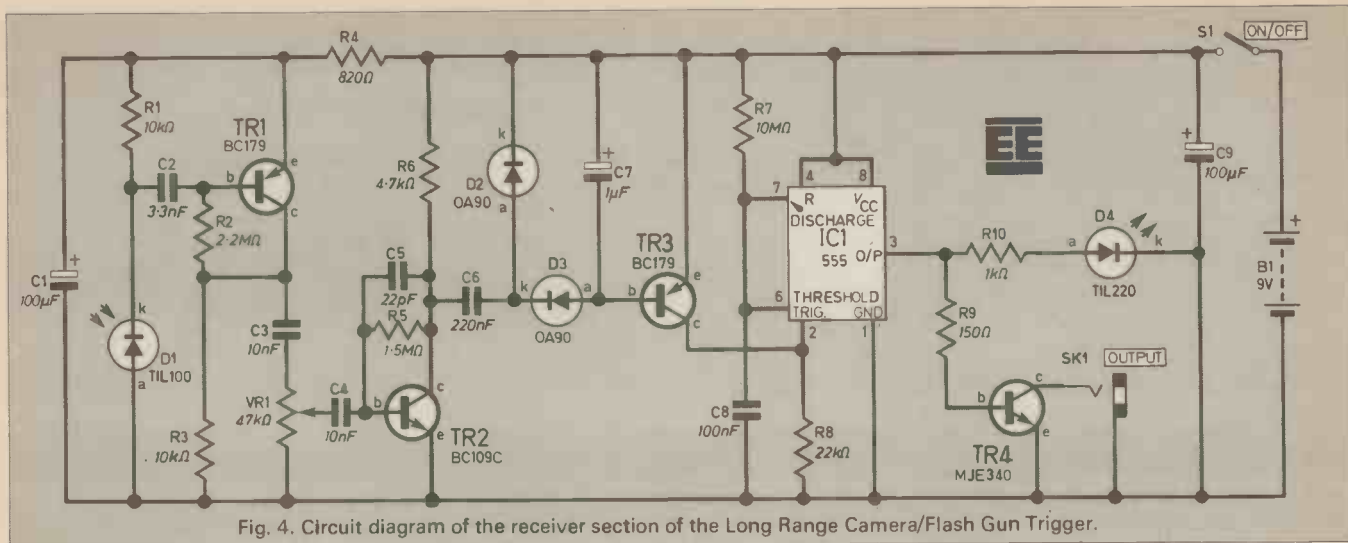 R4
820Ω
S1
ON/OFF
R1
10kΩ
TR1
BC179
e
b
c
C2
3·3nF
R2
2·2MΩ
R6
4·7kΩ
k
D2
OA90
a
+
C7
1µF
R7
10MΩ
EE
+
C9
100µF
+
C1
100µF
k
D1
TIL100
a
C3
10nF
VR1
47kΩ
R3
10kΩ
C4
10nF
C5
22pF
R5
1·5MΩ
C6
220nF
b
c
e
TR2
BC109C
D3
k
a
OA90
TR3
BC179
b
e
c
4
8
7
R
VCC
DISCHARGE
IC1
555
O/P
3
6
THRESHOLD
TRIG.
GND
2
1
C8
100nF
R8
22kΩ
R10
1kΩ
D4
a
k
TIL220
R9
150Ω
SK1
OUTPUT
b
c
e
TR4
MJE340
+
B1
9V
Fig. 4. Circuit diagram of the receiver section of the Long Range Camera/Flash Gun Trigger.